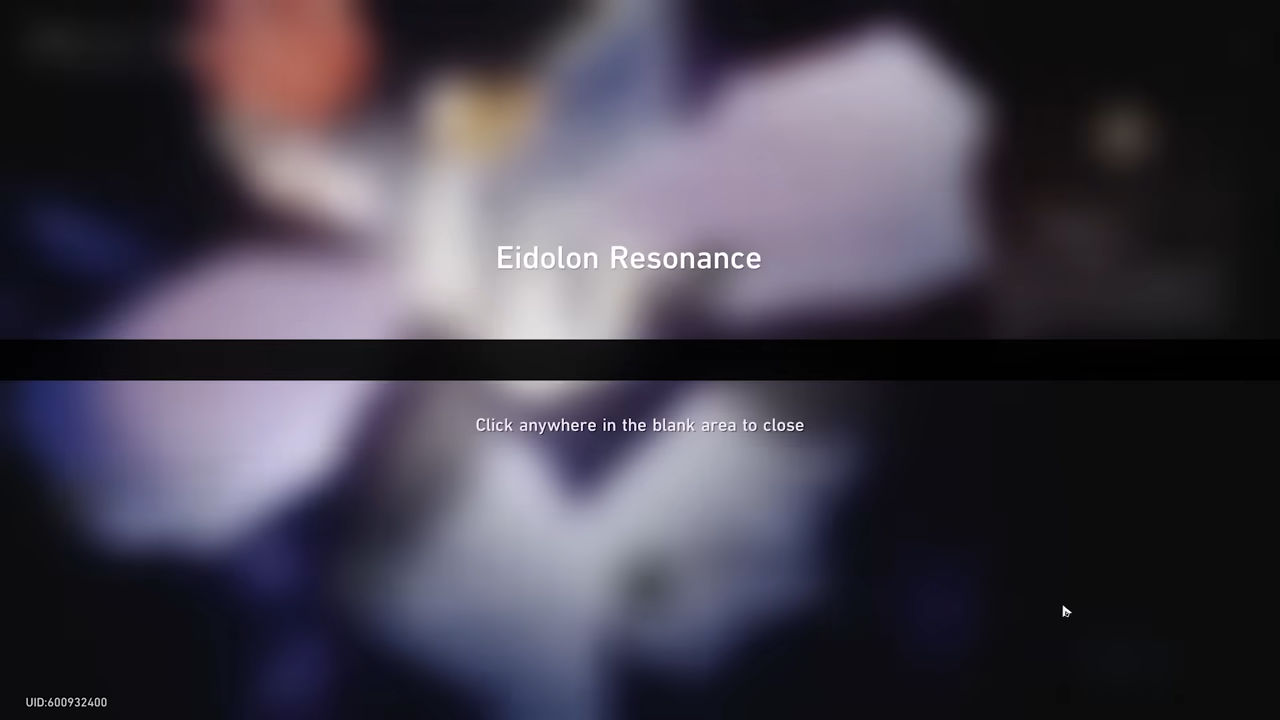 Eidolon Resonance
Click anywhere in the blank area to close
UID:600932400